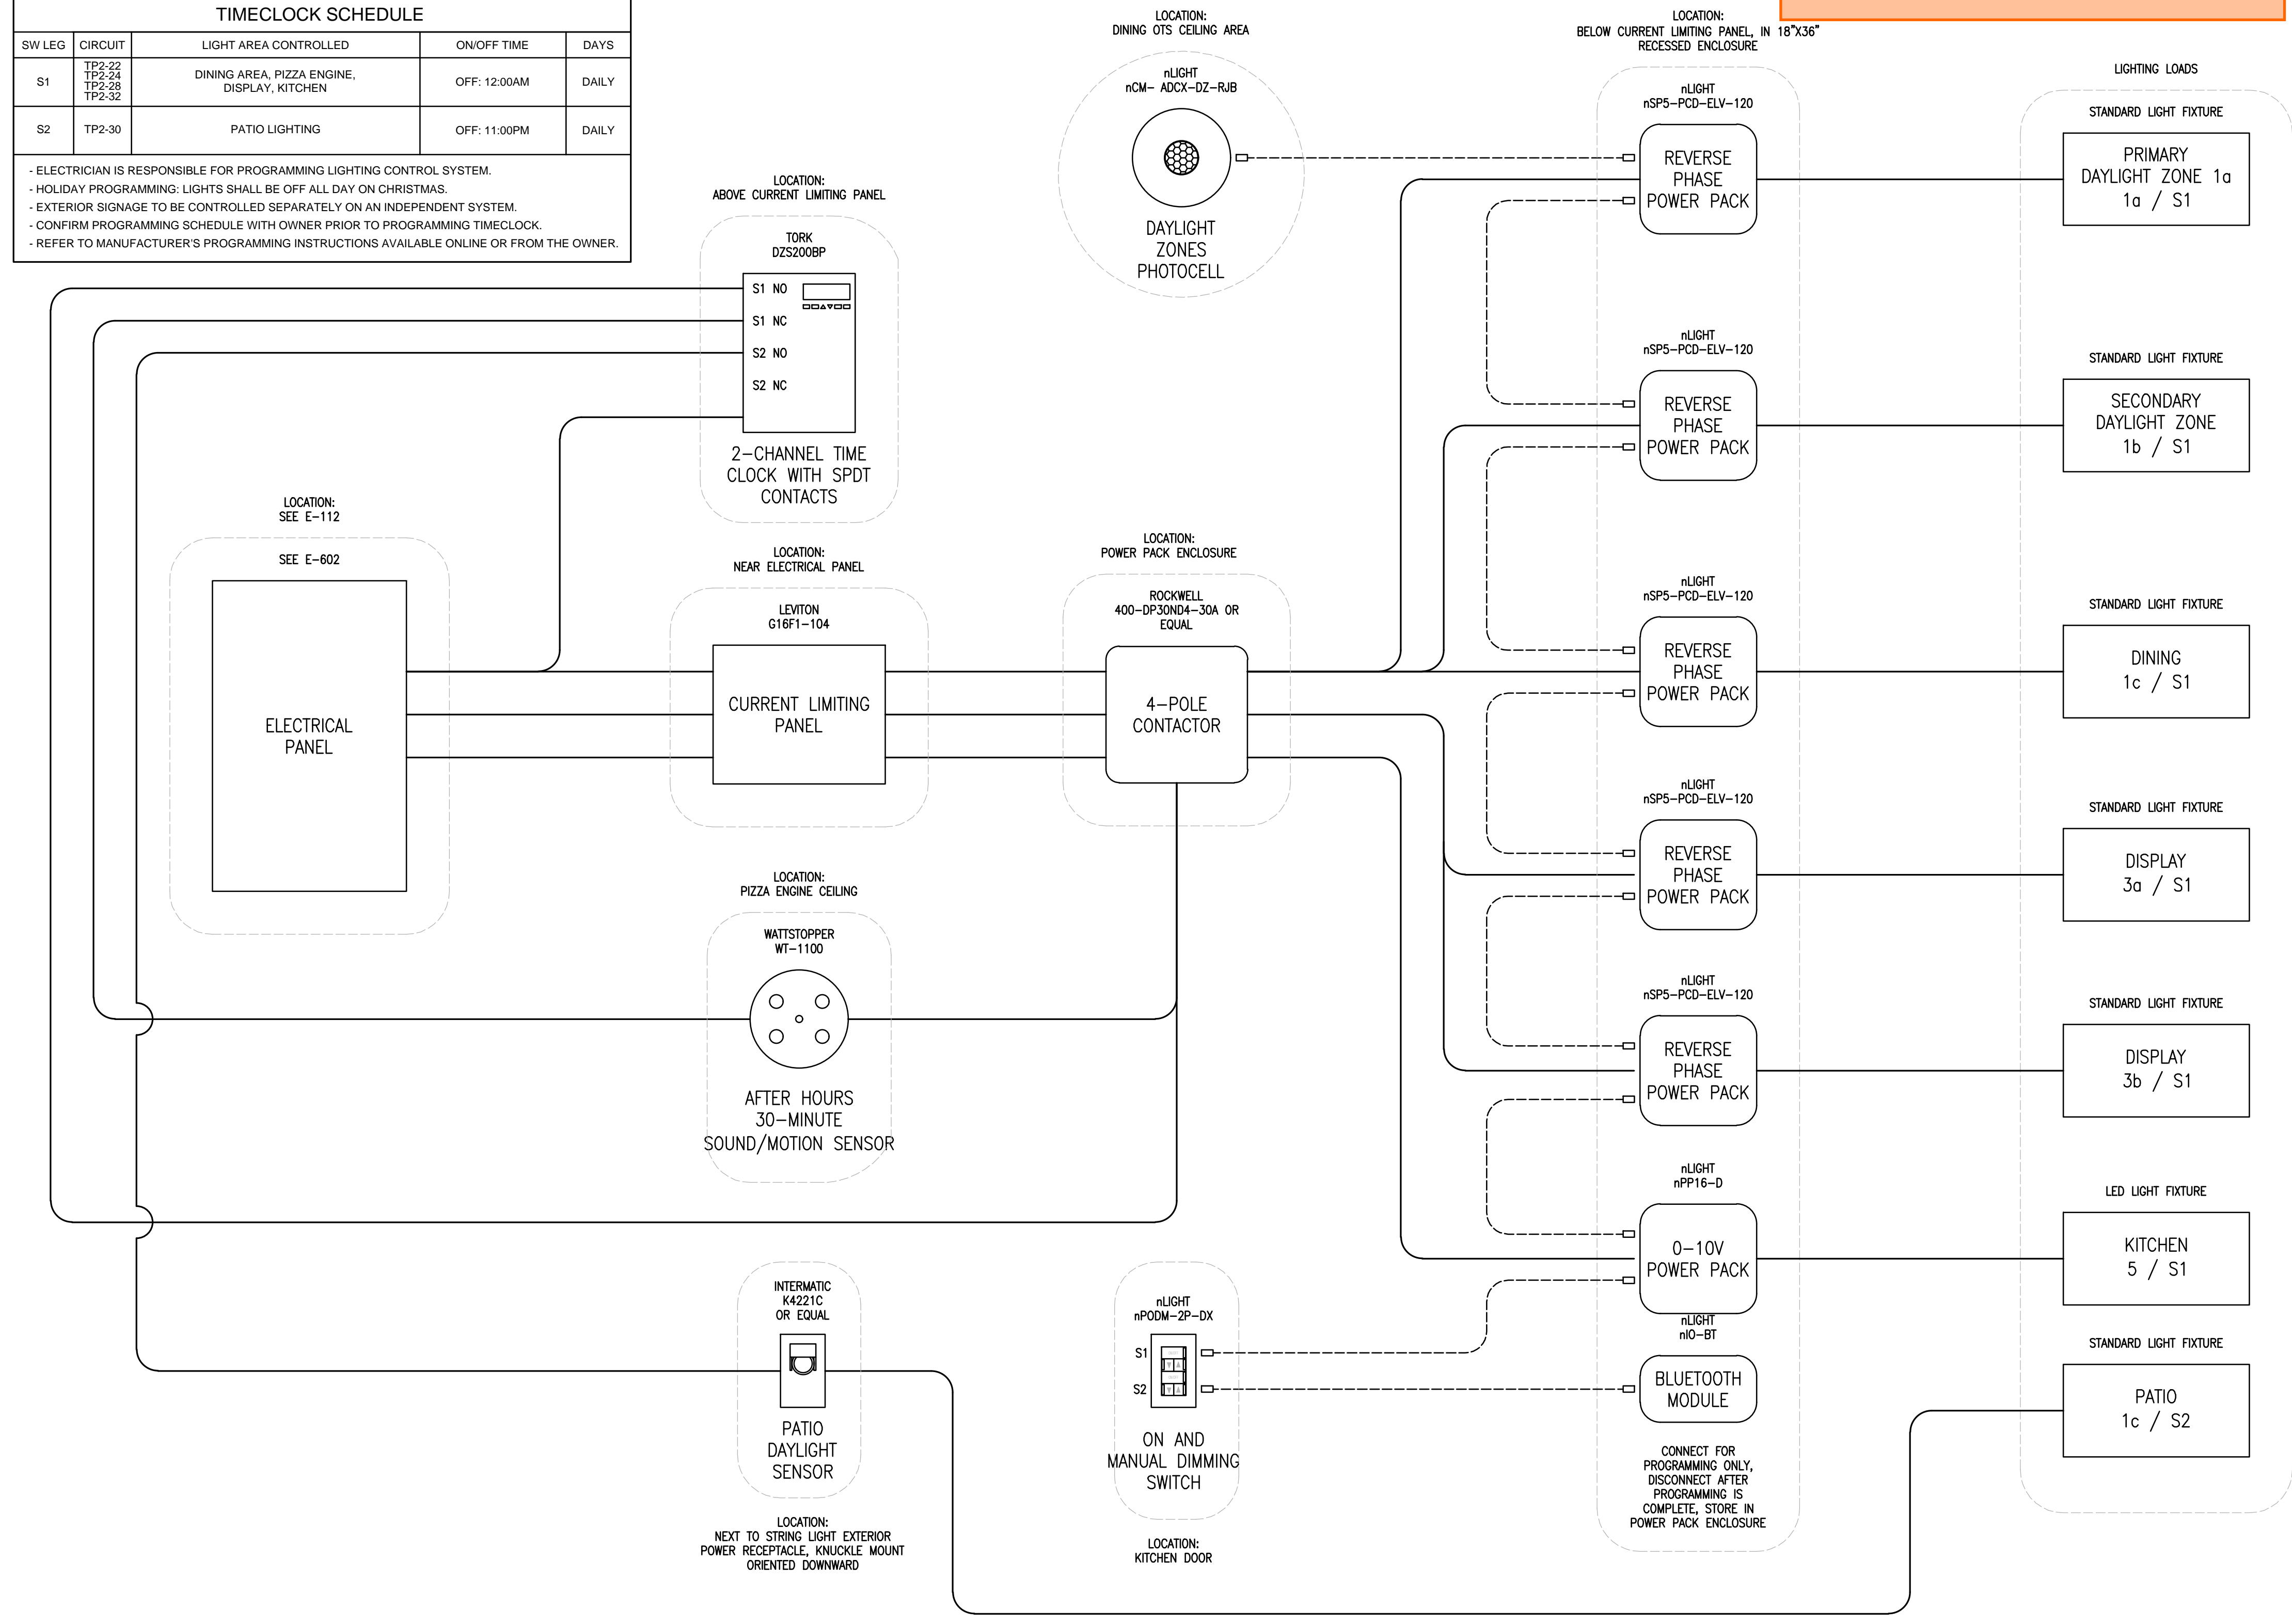 TIMECLOCK SCHEDULE
SW LEG CIRCUIT LIGHT AREA CONTROLLED ON/OFF TIME DAYS
S1
TP2-22
TP2-24
TP2-28
TP2-32
DINING AREA, PIZZA ENGINE,
DISPLAY, KITCHEN
OFF: 12:00AM
DAILY
S2 TP2-30 PATIO LIGHTING OFF: 11:00PM DAILY
- ELECTRICIAN IS RESPONSIBLE FOR PROGRAMMING LIGHTING CONTROL SYSTEM.
- HOLIDAY PROGRAMMING: LIGHTS SHALL BE OFF ALL DAY ON CHRISTMAS.
- EXTERIOR SIGNAGE TO BE CONTROLLED SEPARATELY ON AN INDEPENDENT SYSTEM.
- CONFIRM PROGRAMMING SCHEDULE WITH OWNER PRIOR TO PROGRAMMING TIMECLOCK.
- REFER TO MANUFACTURER'S PROGRAMMING INSTRUCTIONS AVAILABLE ONLINE OR FROM THE OWNER.
LOCATION:
ABOVE CURRENT LIMITING PANEL
TORK
DZS200BP
S1 NO
S1 NC
S2 NO
S2 NC
2-CHANNEL TIME
CLOCK WITH SPDT
CONTACTS
LOCATION:
DINING OTS CEILING AREA
nLIGHT
nCM- ADCX-DZ-RJB
DAYLIGHT
ZONES
PHOTOCELL
LOCATION:
SEE E-112
SEE E-602
ELECTRICAL
PANEL
LOCATION:
NEAR ELECTRICAL PANEL
LEVITON
G16F1-104
CURRENT LIMITING
PANEL
LOCATION:
POWER PACK ENCLOSURE
ROCKWELL
400-DP30ND4-30A OR
EQUAL
4-POLE
CONTACTOR
LOCATION:
PIZZA ENGINE CEILING
WATTSTOPPER
WT-1100
AFTER HOURS
30-MINUTE
SOUND/MOTION SENSOR
INTERMATIC
K4221C
OR EQUAL
PATIO
DAYLIGHT
SENSOR
LOCATION:
NEXT TO STRING LIGHT EXTERIOR
POWER RECEPTACLE, KNUCKLE MOUNT
ORIENTED DOWNWARD
nLIGHT
nPODM-2P-DX
S1
S2
ON AND
MANUAL DIMMING
SWITCH
LOCATION:
KITCHEN DOOR
LOCATION:
BELOW CURRENT LIMITING PANEL, IN 18"X36"
RECESSED ENCLOSURE
nLIGHT
nSP5-PCD-ELV-120
REVERSE
PHASE
POWER PACK
nLIGHT
nSP5-PCD-ELV-120
REVERSE
PHASE
POWER PACK
nLIGHT
nSP5-PCD-ELV-120
REVERSE
PHASE
POWER PACK
nLIGHT
nSP5-PCD-ELV-120
REVERSE
PHASE
POWER PACK
nLIGHT
nSP5-PCD-ELV-120
REVERSE
PHASE
POWER PACK
nLIGHT
nPP16-D
0-10V
POWER PACK
nLIGHT
nIO-BT
BLUETOOTH
MODULE
CONNECT FOR
PROGRAMMING ONLY,
DISCONNECT AFTER
PROGRAMMING IS
COMPLETE, STORE IN
POWER PACK ENCLOSURE
LIGHTING LOADS
STANDARD LIGHT FIXTURE
PRIMARY
DAYLIGHT ZONE 1a
1a / S1
STANDARD LIGHT FIXTURE
SECONDARY
DAYLIGHT ZONE
1b / S1
STANDARD LIGHT FIXTURE
DINING
1c / S1
STANDARD LIGHT FIXTURE
DISPLAY
3a / S1
STANDARD LIGHT FIXTURE
DISPLAY
3b / S1
LED LIGHT FIXTURE
KITCHEN
5 / S1
STANDARD LIGHT FIXTURE
PATIO
1c / S2